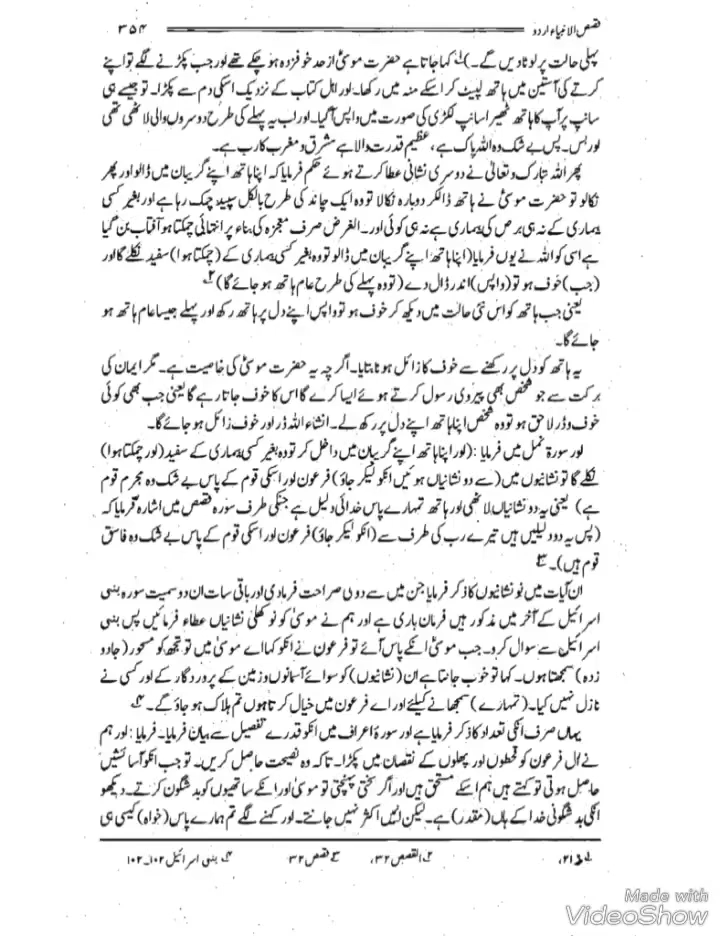 قصص الانبیاء اردو ۳۵۴
پہلی حالت پر لوٹا دیں گے۔) ؎۱ کہا جاتا ہے حضرت موسیٰ ازحد خوفزدہ ہو چکے تھے اور جب پکڑنے لگے تو اپنے
کرتے کی آستین میں ہاتھ لپیٹ کر اسکے منہ میں رکھا۔ اور اہل کتاب کے نزدیک اسکی دم سے پکڑا۔ تو جیسے ہی
سانپ پر آپ کا ہاتھ ٹھیرا سانپ لکڑی کی صورت میں واپس آگیا۔ اور اب یہ پہلے کی طرح دوسروں والی لاٹھی تھی
اور بس۔ پس بے شک وہ اللہ پاک ہے، عظیم قدرت والا ہے مشرق و مغرب کا رب ہے۔
پھر اللہ تبارک و تعالیٰ نے دوسری نشانی عطا کرتے ہوئے حکم فرمایا کہ اپنا ہاتھ اپنے گریبان میں ڈالو اور پھر
نکالو تو حضرت موسیٰ نے ہاتھ ڈالکر دوبارہ نکالا تو وہ ایک چاند کی طرح بالکل سپید چمک رہا ہے اور بغیر کسی
بیماری کے نہ ہی برص کی بیماری ہے نہ ہی کوئی اور۔ الغرض صرف معجزہ کی بناء پر انتہائی چمکتا ہو آفتاب بن گیا
ہے اسی کو اللہ نے یوں فرمایا (اپنا ہاتھ اپنے گریبان میں ڈالو تو وہ بغیر کسی بیماری کے (چمکتا ہوا) سفید نکلے گا اور
(جب) خوف ہو تو (واپس) اندر ڈال دے (تو وہ پہلے کی طرح عام ہاتھ ہو جائے گا) ؎۲
یعنی جب ہاتھ کو اس نئی حالت میں دیکھ کر خوف ہو تو واپس اپنے دل پر ہاتھ رکھ اور پہلے جیسا عام ہاتھ ہو
جائے گا۔
یہ ہاتھ کو دل پر رکھنے سے خوف کا زائل ہونا بتایا۔ اگرچہ یہ حضرت موسیٰ کی خاصیت ہے۔ مگر ایمان کی
برکت سے جو شخص بھی پیروی رسول کرتے ہوئے ایسا کرے گا اس کا خوف جاتا رہے گا یعنی جب بھی کوئی
خوف و ڈر لاحق ہو تو وہ شخص اپنا ہاتھ اپنے دل پر رکھ لے۔ انشاء اللہ ڈر اور خوف زائل ہو جائے گا۔
اور سورۃ نمل میں فرمایا :(اور اپنا ہاتھ اپنے گریبان میں داخل کر تو وہ بغیر کسی بیماری کے سفید (اور چمکتا ہوا)
نکلے گا تو نشانیوں میں (سے دو نشانیاں ہوئیں انکو لیکر جاؤ) فرعون اور اسکی قوم کے پاس بے شک وہ مجرم قوم
ہے) یعنی یہ دو نشانیاں لاٹھی اور ہاتھ تمہارے پاس خدائی دلیل ہے جنکی طرف سورہ قصص میں اشارہ فرمایا کہ
(پس یہ دو دلیلیں ہیں تیرے رب کی طرف سے (انکو لیکر جاؤ) فرعون اور اسکی قوم کے پاس بے شک وہ فاسق
قوم ہیں)۔ ؎۳
ان آیات میں نو نشانیوں کا ذکر فرمایا جن میں سے دو کی صراحت فرمادی اور باقی سات ان دو سمیت سورہ بنی
اسرائیل کے آخر میں مذکور ہیں فرمان باری ہے اور ہم نے موسیٰ کو نو کھلی نشانیاں عطاء فرمائیں پس بنی
اسرائیل سے سوال کرو۔ جب موسیٰ انکے پاس آئے تو فرعون نے انکو کہا اے موسیٰ میں تو تجھ کو مسحور (جادو
زدہ) سمجھتا ہوں۔ کہا تو خوب جانتا ہے ان (نشانیوں) کو سوائے آسمانوں و زمین کے پروردگار کے اور کسی نے
نازل نہیں کیا۔ (تمہارے) سمجھانے کیلئے اور اے فرعون میں خیال کرتا ہوں تم ہلاک ہو جاؤ گے۔ ؎۴
یہاں صرف انکی تعداد کا ذکر فرمایا ہے اور سورۃ اعراف میں انکو قدرے تفصیل سے بیان فرمایا۔ فرمایا : اور ہم
نے ال فرعون کو قحطوں اور پھلوں کے نقصان میں پکڑا۔ تاکہ وہ نصیحت حاصل کریں۔ تو جب انکو آسائشیں
حاصل ہوتی تو کہتے ہیں ہم اسکے مستحق ہیں اور اگر سختی پہنچتی تو موسیٰ اور انکے ساتھیوں کو بد شگون کرتے۔ دیکھو
انکی بد شگونی خدا کے ہاں (مقدر) ہے۔ لیکن انہیں اکثر نہیں جانتے۔ اور کہنے لگے تم ہمارے پاس (خواہ) کیسی ہی
؎۲ القصص ۳۲، ؎۳ قصص ۳۲ ؎۴ بنی اسرائیل ۱۰۲۔۱۰۳
Made with
VideoShow